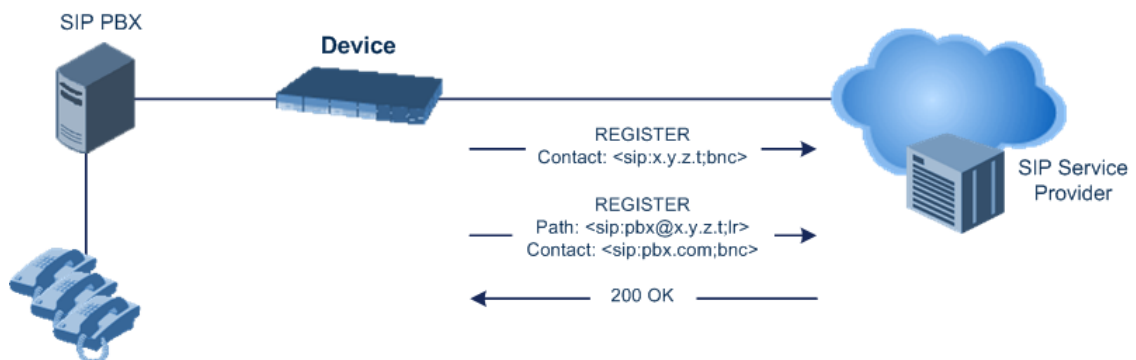 SIP PBX
Device
REGISTER
Contact: <sip:x.y.z.t;bnc>
REGISTER
Path: <sip:pbx@x.y.z.t;lr>
Contact: <sip:pbx.com;bnc>
200 OK
SIP Service
Provider